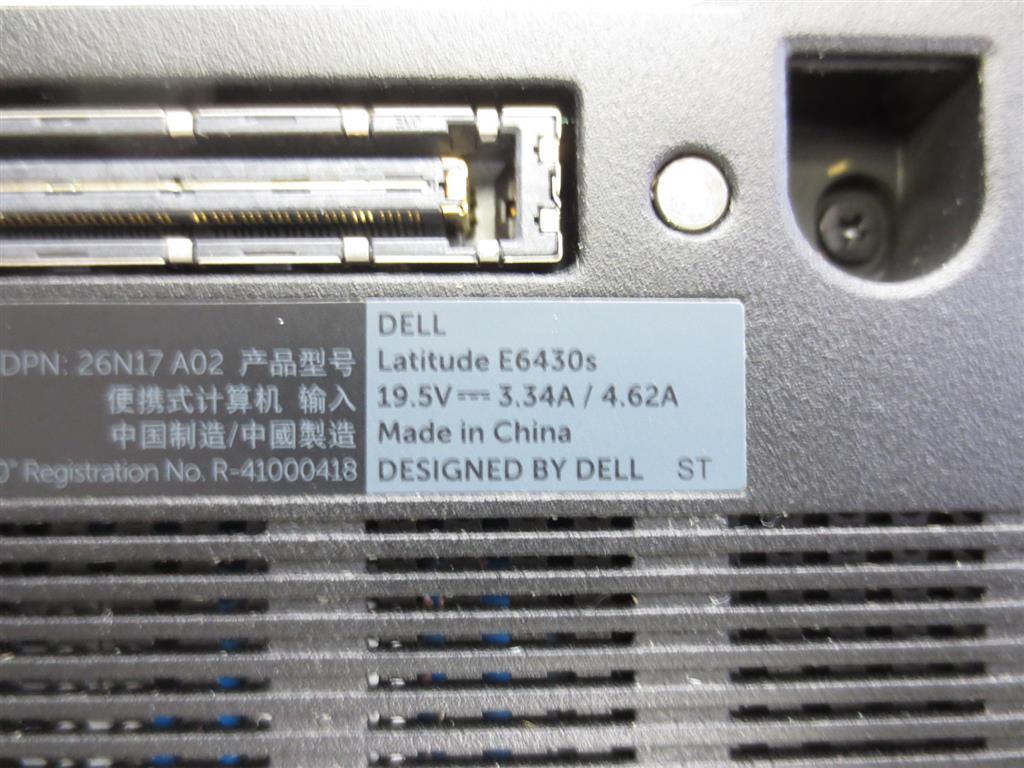 DELL
DPN: 26N17 A02 产品型号 Latitude E6430s
便携式计算机 输入 19.5V⎓3.34A / 4.62A
中国制造/中國製造 Made in China
0" Registration No. R-41000418 DESIGNED BY DELL ST